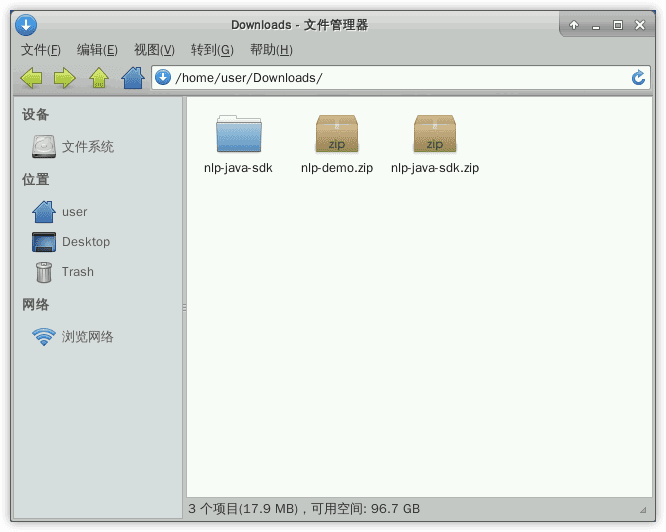 Downloads - 文件管理器
文件(F) 编辑(E) 视图(V) 转到(G) 帮助(H)
/home/user/Downloads/
设备
文件系统
位置
user
Desktop
Trash
网络
浏览网络
nlp-java-sdk nlp-demo.zip nlp-java-sdk.zip
zip zip
3 个项目(17.9 MB)，可用空间: 96.7 GB